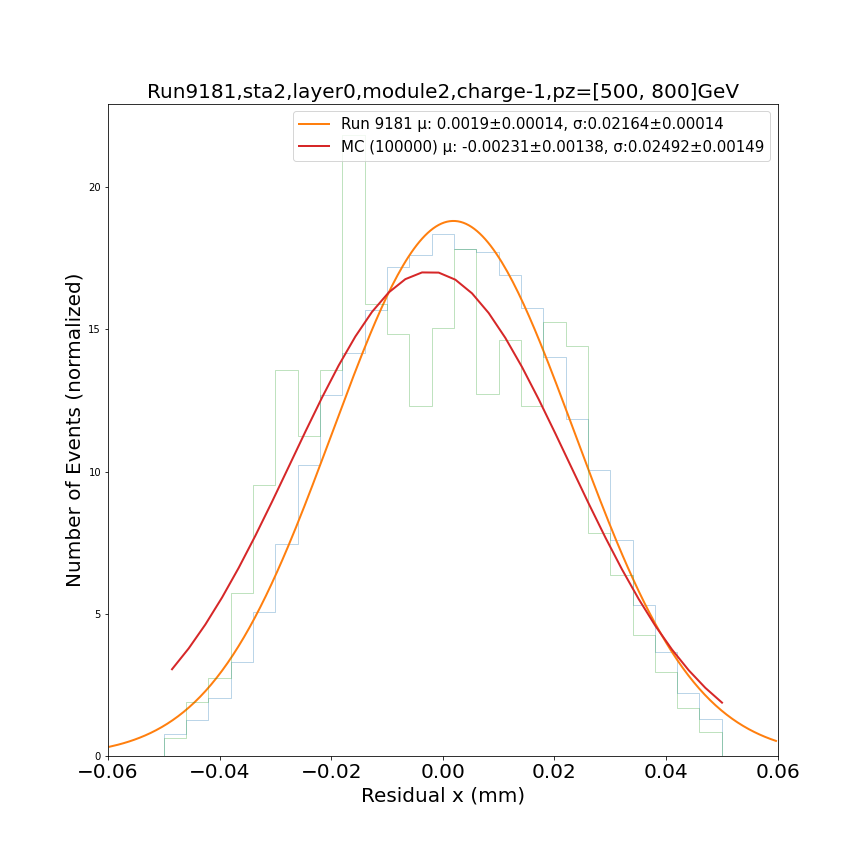 Run9181,sta2,layer0,module2,charge-1,pz=[500, 800]GeV
Run 9181 μ: 0.0019±0.00014, σ:0.02164±0.00014
MC (100000) μ: -0.00231±0.00138, σ:0.02492±0.00149
Number of Events (normalized)
20
15
10
5
0
−0.06
−0.04
−0.02
0.00
0.02
0.04
0.06
Residual x (mm)